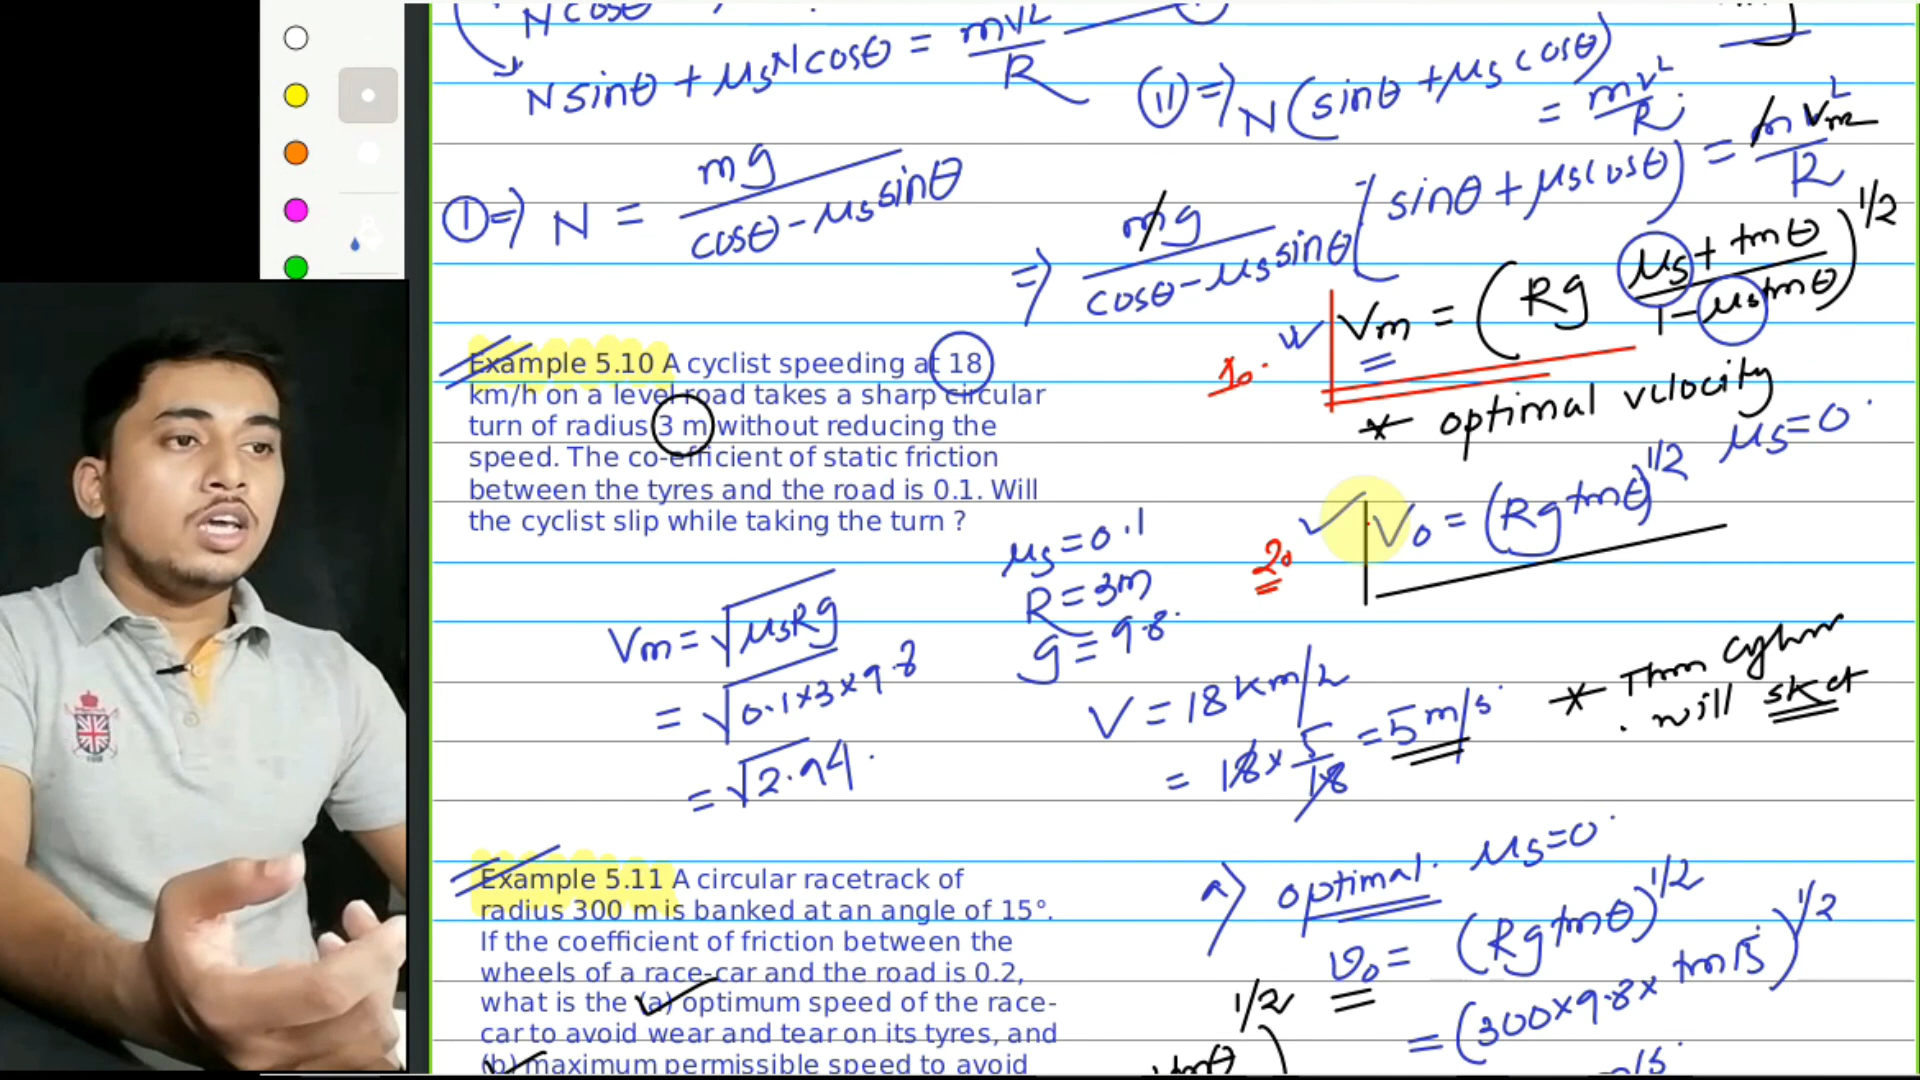 N cosθ
N sinθ + μsN cosθ = mv²/R
(II) ⇒ N (sinθ + μs cosθ) = mv²/R
(I) ⇒ N = mg/(cosθ - μs sinθ)
⇒ mg/(cosθ - μs sinθ) (sinθ + μs cosθ) = mVm²/R
1. Vm = (Rg (μs + tanθ)/(1 - μs tanθ))^1/2
* optimal velocity
μs = 0
2. V₀ = (Rg tanθ)^1/2
Example 5.10 A cyclist speeding at 18
km/h on a level road takes a sharp circular
turn of radius 3 m without reducing the
speed. The co-efficient of static friction
between the tyres and the road is 0.1. Will
the cyclist slip while taking the turn ?
μs = 0.1
R = 3m
g = 9.8
Vm = √μsRg
= √0.1×3×9.8
= √2.94
V = 18 km/h
= 18 × 5/18 = 5 m/s
*
will
Example 5.11 A circular racetrack of
radius 300 m is banked at an angle of 15°.
If the coefficient of friction between the
wheels of a race-car and the road is 0.2,
what is the (a) optimum speed of the race-
car to avoid wear and tear on its tyres, and
(b) maximum permissible speed to avoid
a) optimal. μs = 0
v₀ = (Rg tanθ)^1/2
= (300×9.8× tan15)^1/2
1/2
m/s